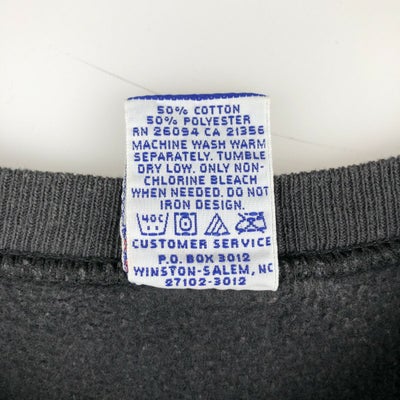 50% COTTON
50% POLYESTER
RN 26094 CA 21356
MACHINE WASH WARM
SEPARATELY. TUMBLE
DRY LOW. ONLY NON-
CHLORINE BLEACH
WHEN NEEDED. DO NOT
IRON DESIGN.
40C
CUSTOMER SERVICE
P.O. BOX 3012
WINSTON-SALEM, NC
27102-3012